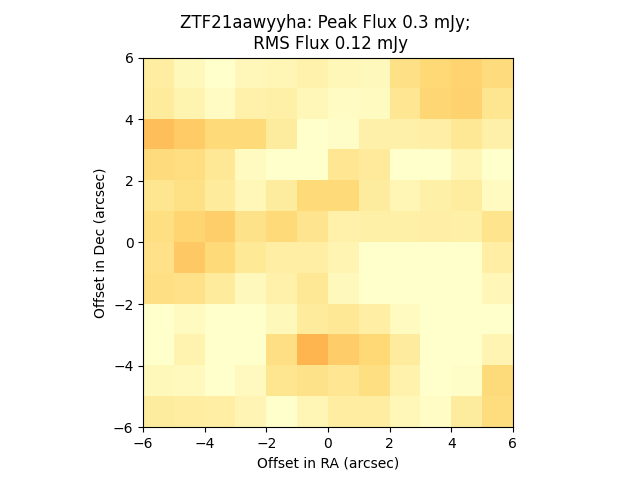 ZTF21aawyyha: Peak Flux 0.3 mJy;
RMS Flux 0.12 mJy
6
4
2
0
−2
−4
−6
Offset in Dec (arcsec)
−6 −4 −2 0 2 4 6
Offset in RA (arcsec)